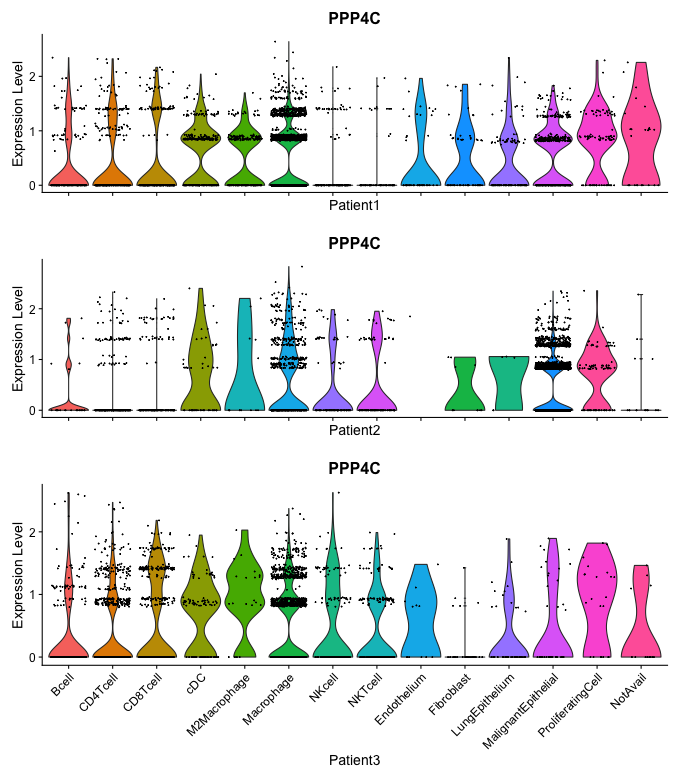 PPP4C
Expression Level
2
1
0
Patient1
PPP4C
Expression Level
2
1
0
Patient2
PPP4C
Expression Level
2
1
0
Bcell
CD4Tcell
CD8Tcell
cDC
M2Macrophage
Macrophage
NKcell
NKTcell
Endothelium
Fibroblast
LungEpithelium
MalignantEpithelial
ProliferatingCell
NotAvail
Patient3